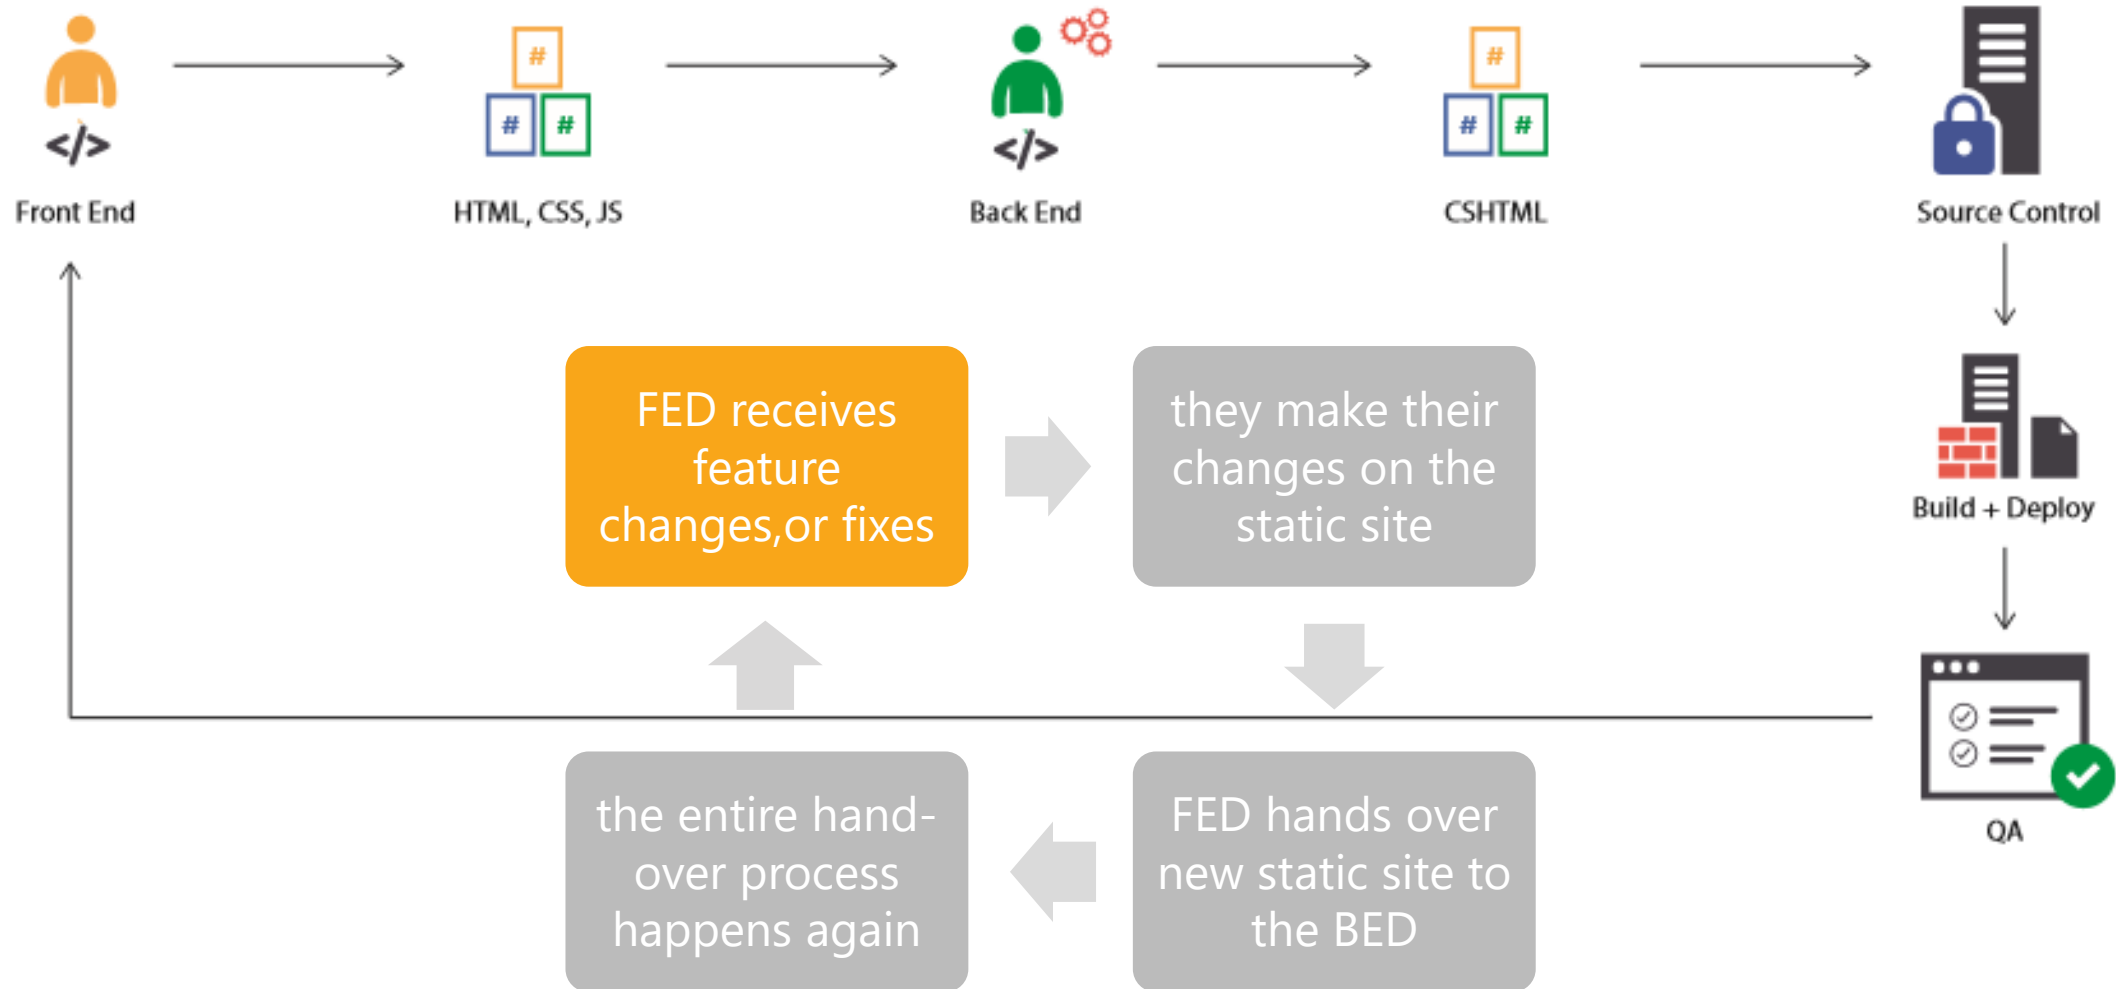 #
# #
#
# #
</>
</>
Front End
HTML, CSS, JS
Back End
CSHTML
Source Control
FED receives
feature
changes,or fixes
they make their
changes on the
static site
Build + Deploy
the entire hand-
over process
happens again
FED hands over
new static site to
the BED
QA